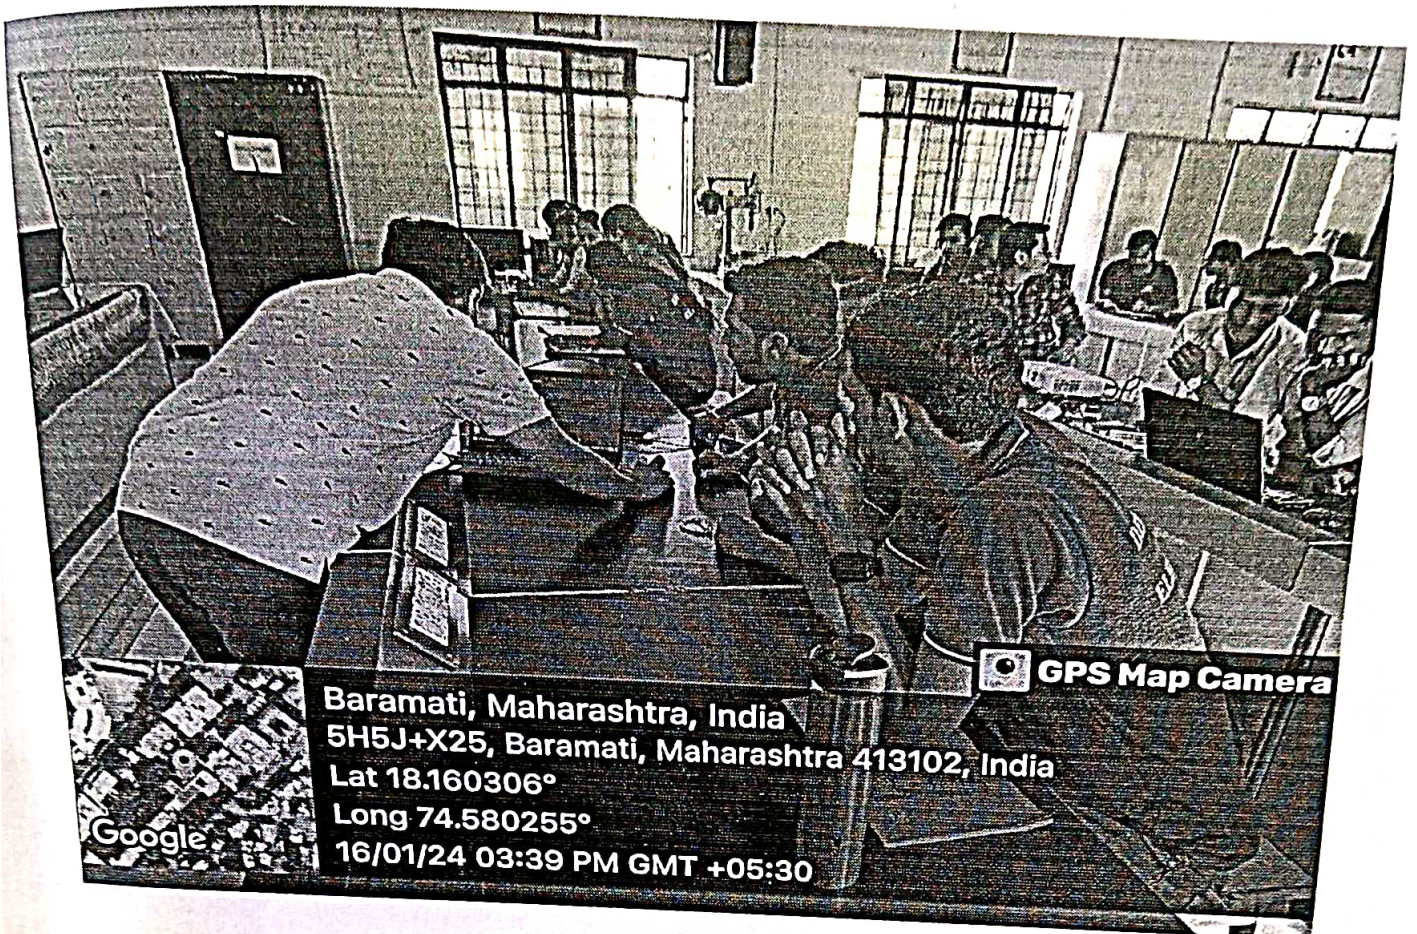 GPS Map Camera
Baramati, Maharashtra, India
5H5J+X25, Baramati, Maharashtra 413102, India
Lat 18.160306°
Long 74.580255°
16/01/24 03:39 PM GMT +05:30
Google